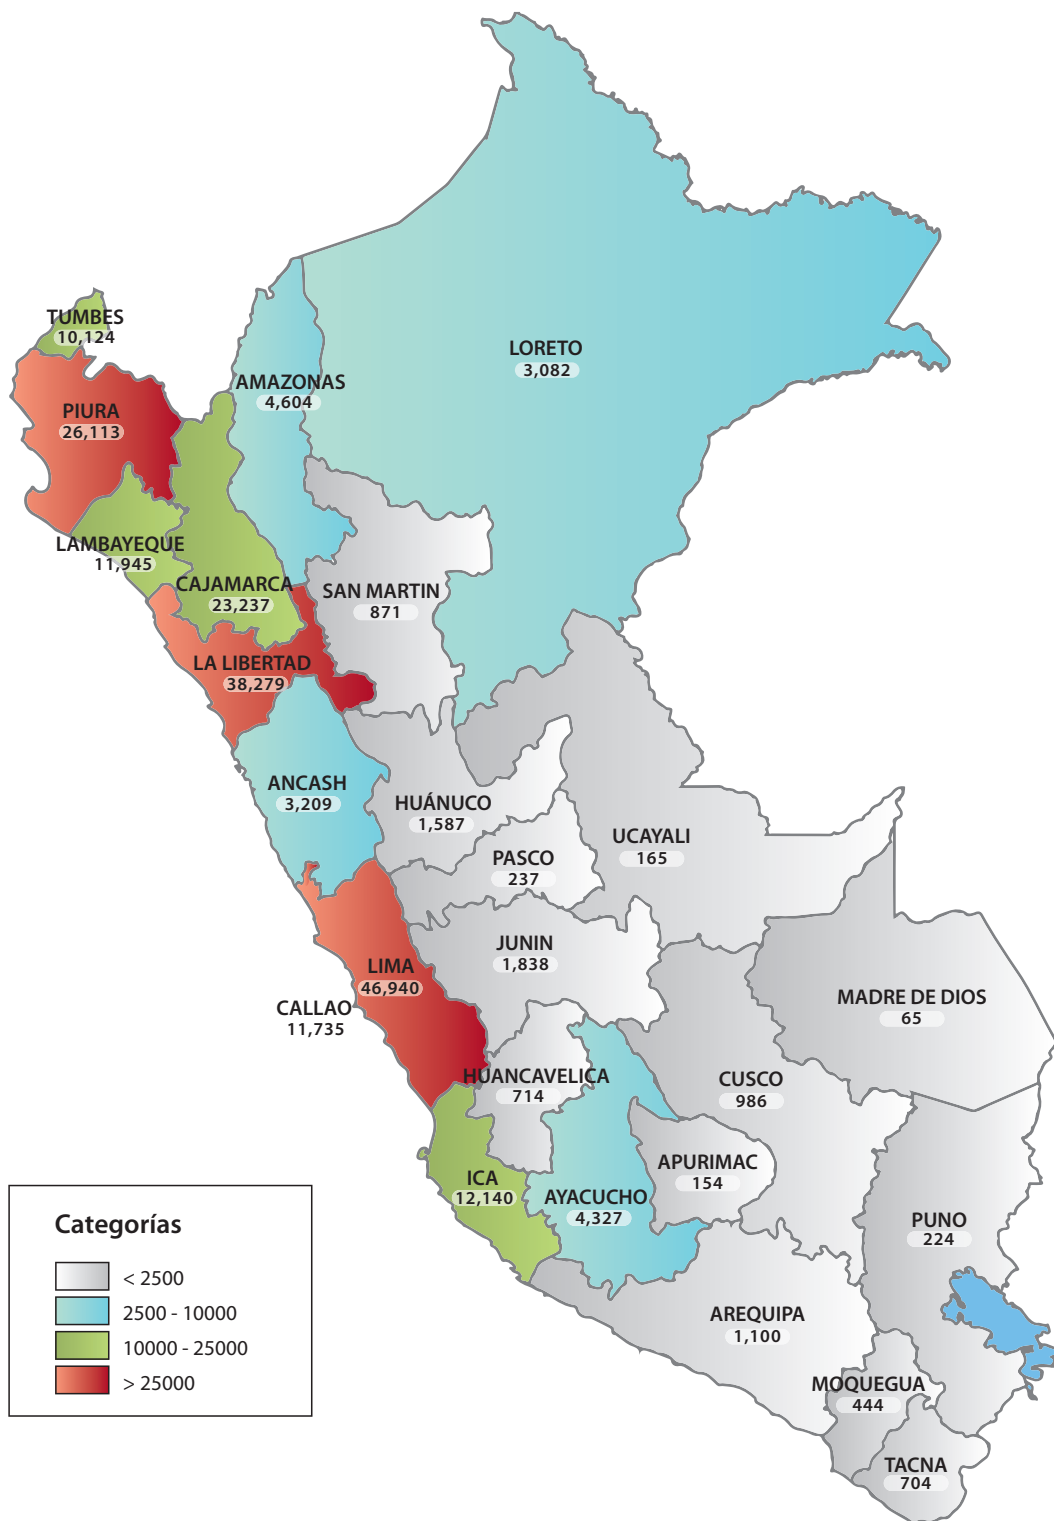 TUMBES
10,124
LORETO
3,082
AMAZONAS
4,604
PIURA
26,113
LAMBAYEQUE
11,945
CAJAMARCA
23,237
SAN MARTIN
871
LA LIBERTAD
38,279
ANCASH
3,209
HUÁNUCO
1,587
UCAYALI
165
PASCO
237
JUNIN
1,838
LIMA
46,940
CALLAO
11,735
MADRE DE DIOS
65
HUANCAVELICA
714
CUSCO
986
APURIMAC
154
ICA
12,140
AYACUCHO
4,327
PUNO
224
AREQUIPA
1,100
MOQUEGUA
444
TACNA
704
Categorías
< 2500
2500 - 10000
10000 - 25000
> 25000